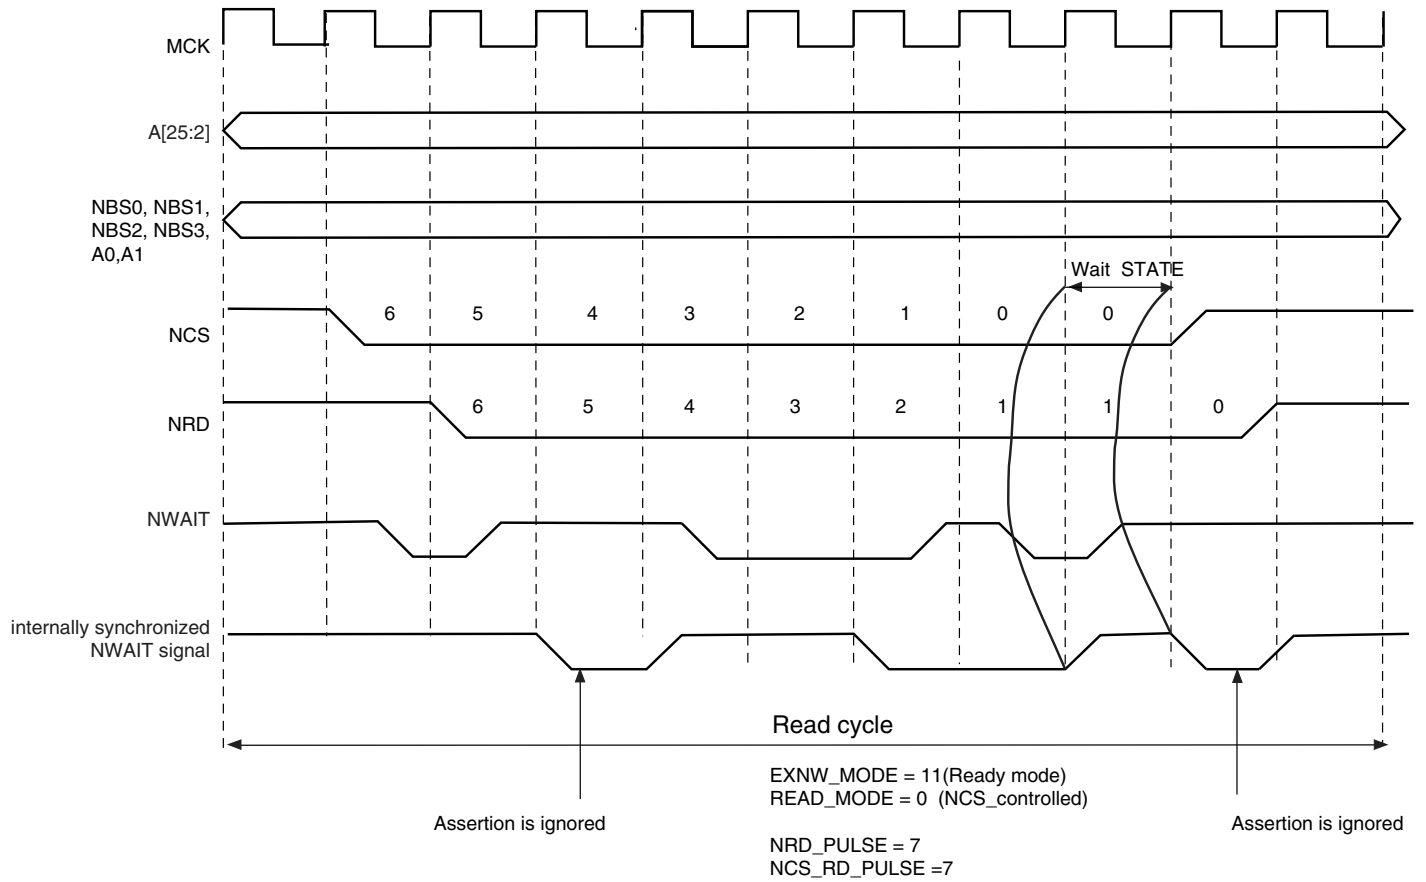 MCK
A[25:2]
NBS0, NBS1,
NBS2, NBS3,
A0,A1
Wait STATE
NCS
6 5 4 3 2 1 0 0
NRD
6 5 4 3 2 1 1 0
NWAIT
internally synchronized
NWAIT signal
Read cycle
EXNW_MODE = 11(Ready mode)
READ_MODE = 0 (NCS_controlled)
Assertion is ignored
Assertion is ignored
NRD_PULSE = 7
NCS_RD_PULSE =7